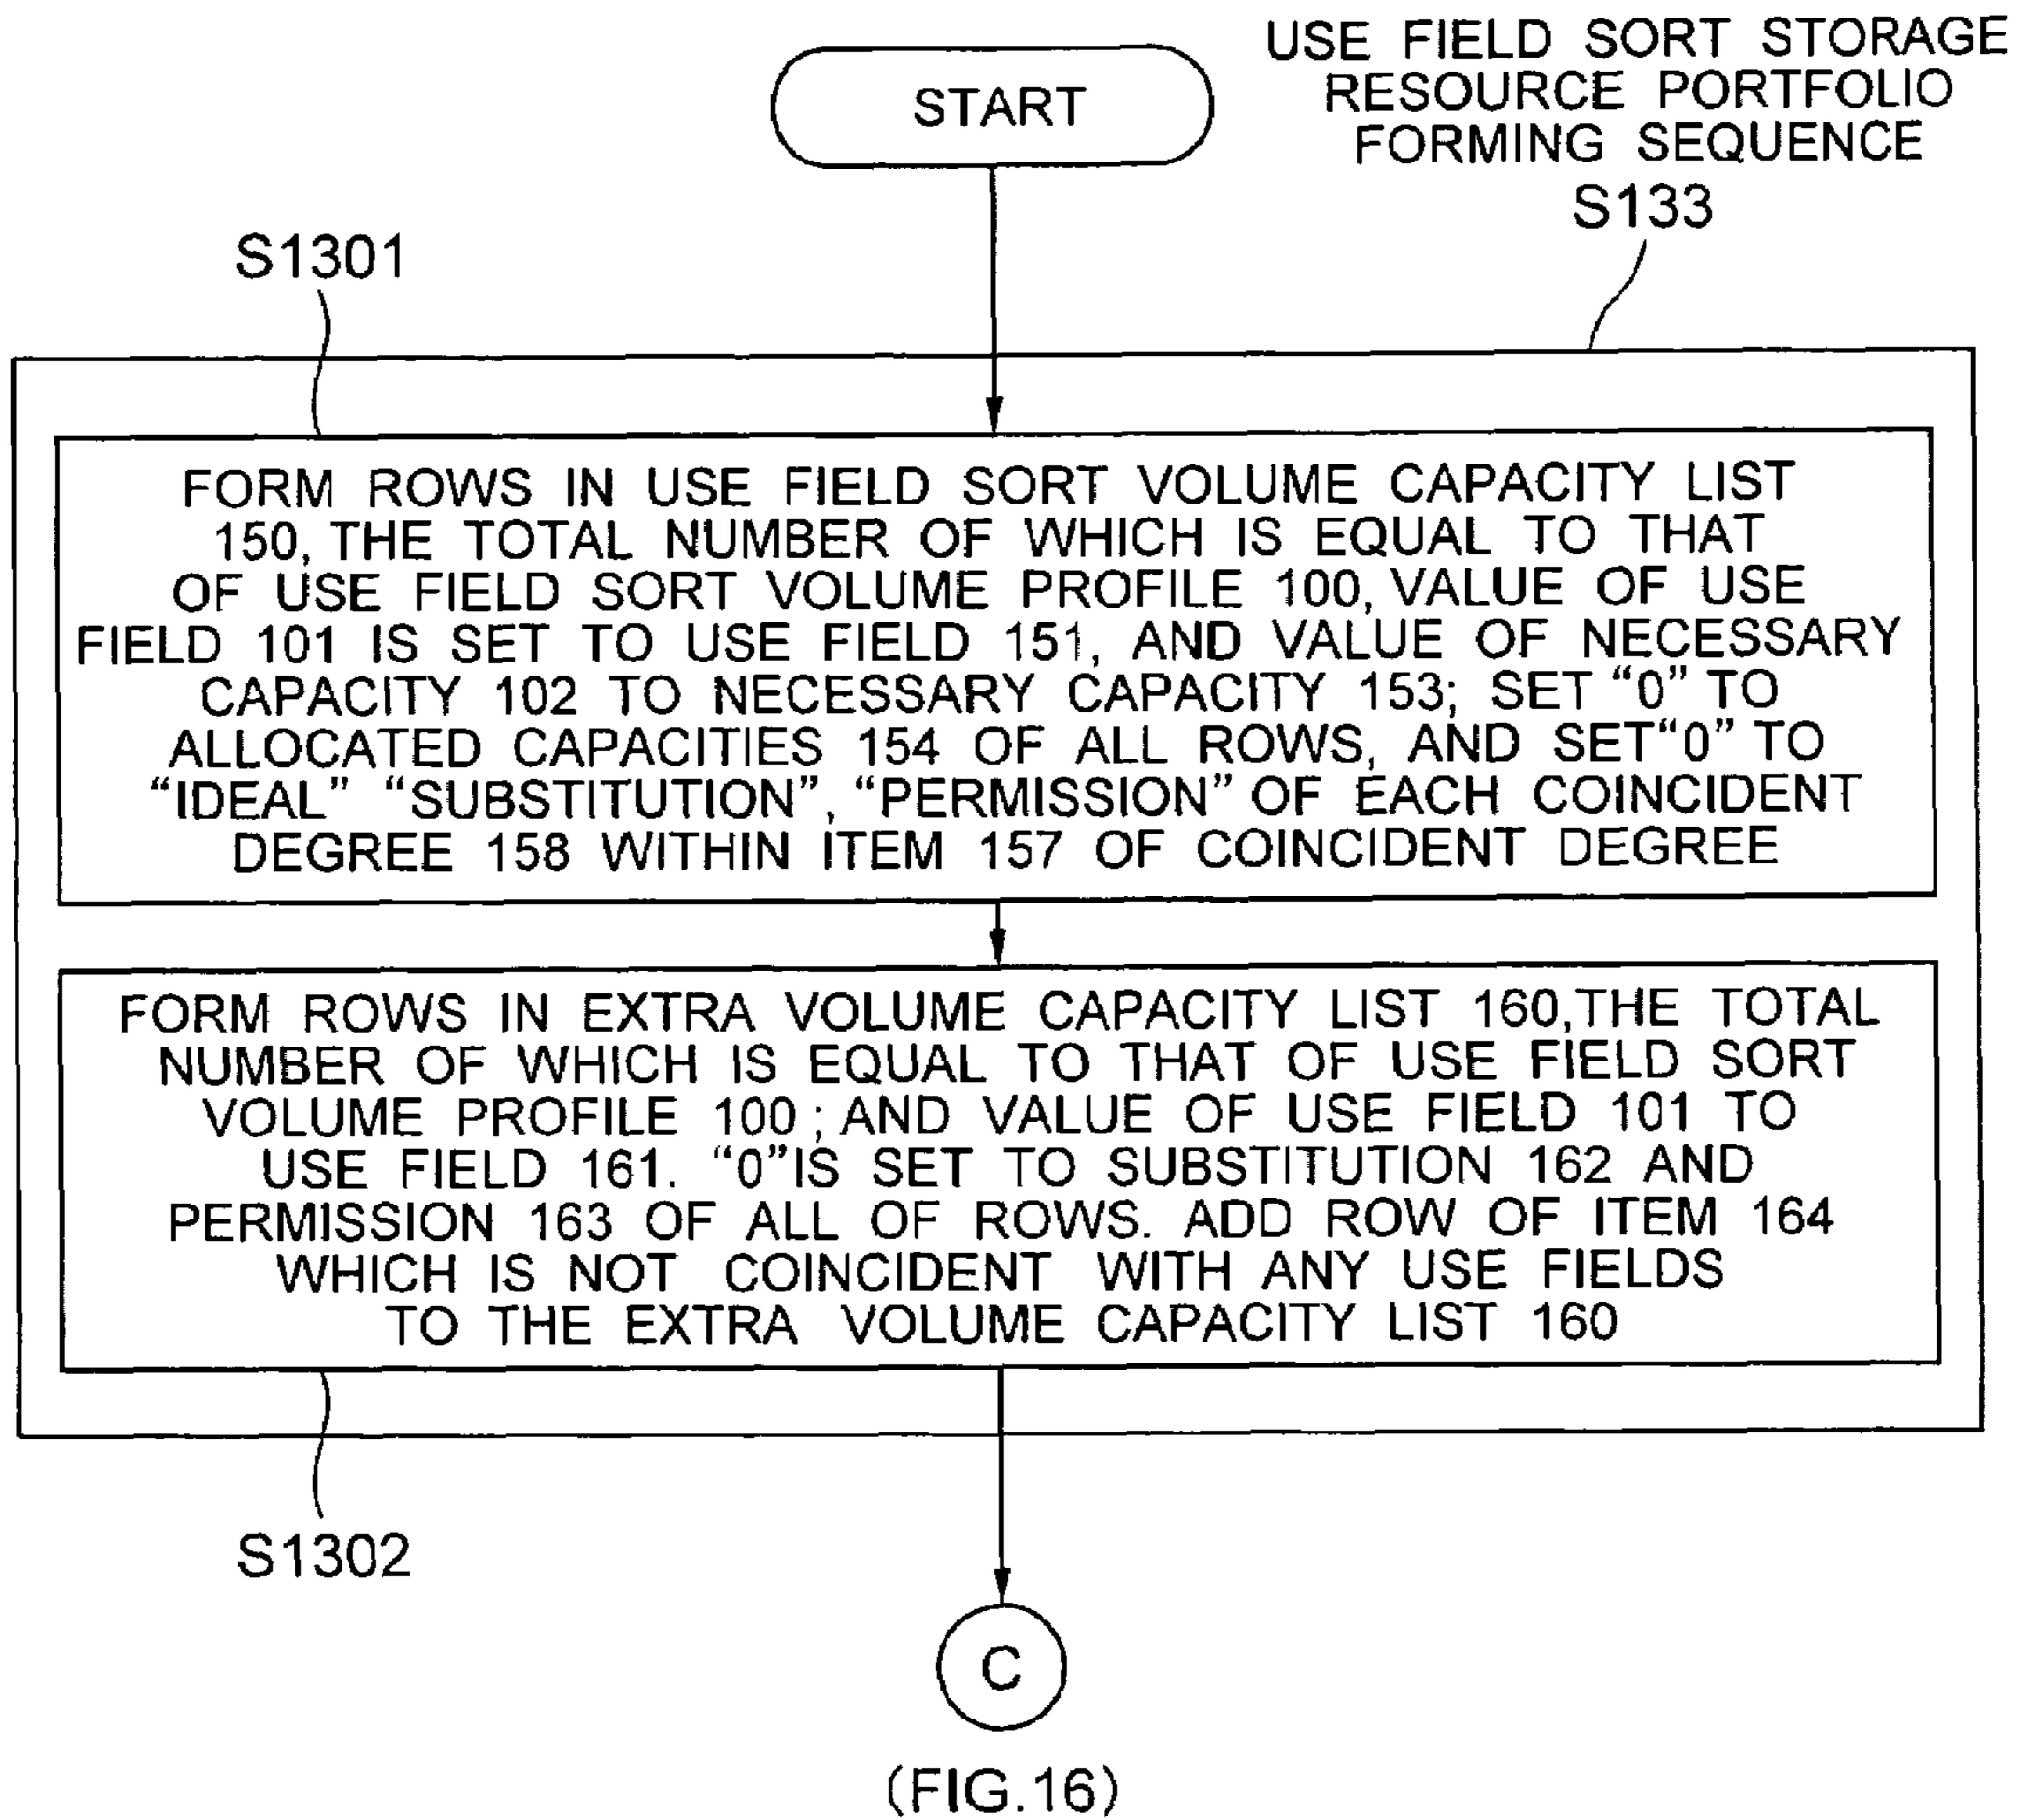 USE FIELD SORT STORAGE
RESOURCE PORTFOLIO
FORMING SEQUENCE
S133
START
S1301
FORM ROWS IN USE FIELD SORT VOLUME CAPACITY LIST
150, THE TOTAL NUMBER OF WHICH IS EQUAL TO THAT
OF USE FIELD SORT VOLUME PROFILE 100, VALUE OF USE
FIELD 101 IS SET TO USE FIELD 151, AND VALUE OF NECESSARY
CAPACITY 102 TO NECESSARY CAPACITY 153; SET “0” TO
ALLOCATED CAPACITIES 154 OF ALL ROWS, AND SET“0” TO
“IDEAL” “SUBSTITUTION”, “PERMISSION” OF EACH COINCIDENT
DEGREE 158 WITHIN ITEM 157 OF COINCIDENT DEGREE
FORM ROWS IN EXTRA VOLUME CAPACITY LIST 160,THE TOTAL
NUMBER OF WHICH IS EQUAL TO THAT OF USE FIELD SORT
VOLUME PROFILE 100 ; AND VALUE OF USE FIELD 101 TO
USE FIELD 161. “0”IS SET TO SUBSTITUTION 162 AND
PERMISSION 163 OF ALL OF ROWS. ADD ROW OF ITEM 164
WHICH IS NOT COINCIDENT WITH ANY USE FIELDS
TO THE EXTRA VOLUME CAPACITY LIST 160
S1302
C
(FIG.16)